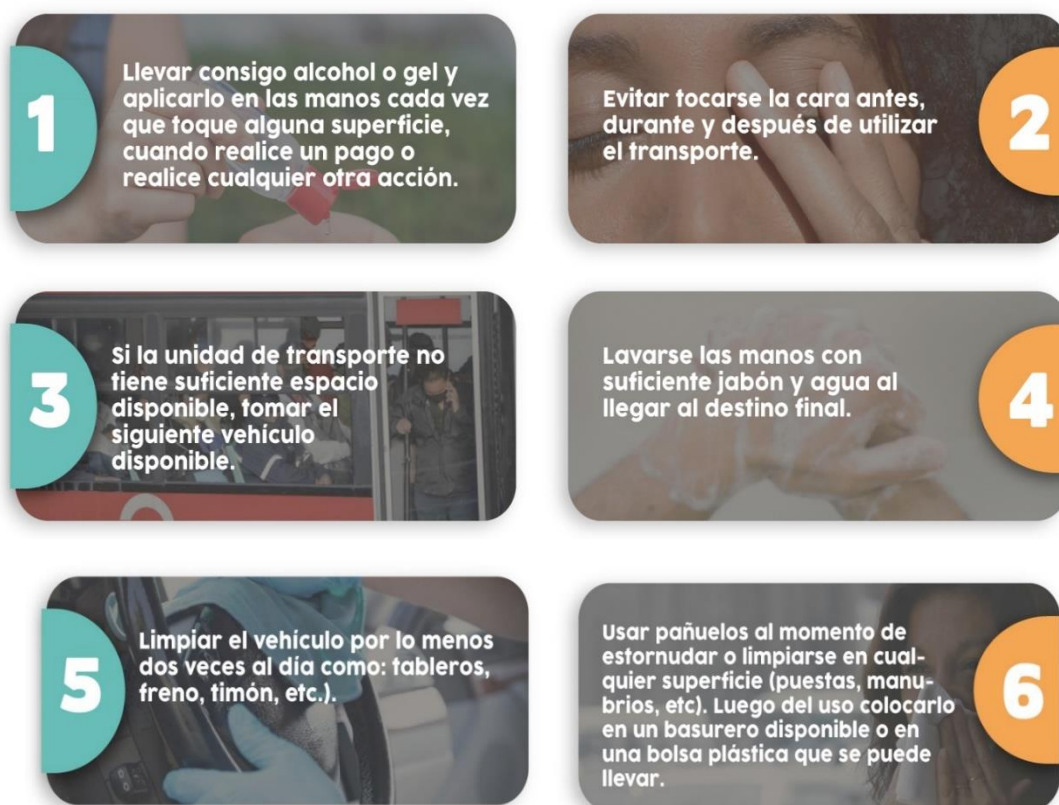 1
Llevar consigo alcohol o gel y
aplicarlo en las manos cada vez
que toque alguna superficie,
cuando realice un pago o
realice cualquier otra acción.
2
Evitar tocarse la cara antes,
durante y después de utilizar
el transporte.
3
Si la unidad de transporte no
tiene suficiente espacio
disponible, tomar el
siguiente vehículo
disponible.
4
Lavarse las manos con
suficiente jabón y agua al
llegar al destino final.
5
Limpiar el vehículo por lo menos
dos veces al día como: tableros,
freno, timón, etc.).
6
Usar pañuelos al momento de
estornudar o limpiarse en cual-
quier superficie (puestas, manu-
brios, etc). Luego del uso colocarlo
en un basurero disponible o en
una bolsa plástica que se puede
llevar.